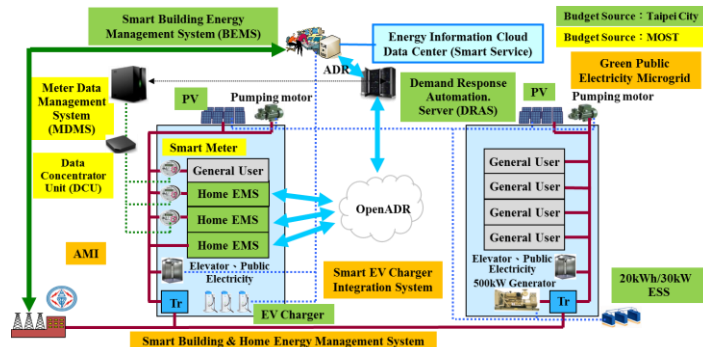 Smart Building Energy
Management System (BEMS)
Energy Information Cloud
Data Center (Smart Service)
Budget Source：Taipei City
Budget Source：MOST
Green Public
Electricity Microgrid
ADR
Meter Data
Management
System
(MDMS)
PV
Pumping motor
Demand Response
Automation.
Server (DRAS)
PV
Pumping motor
Data
Concentrator
Unit (DCU)
Smart Meter
General User
Home EMS
Home EMS
Home EMS
OpenADR
General User
General User
General User
General User
AMI
Elevator、Public
Electricity
Smart EV Charger
Integration System
Elevator、Public
Electricity
500kW Generator
20kWh/30kW
ESS
Tr
EV Charger
Tr
Smart Building & Home Energy Management System